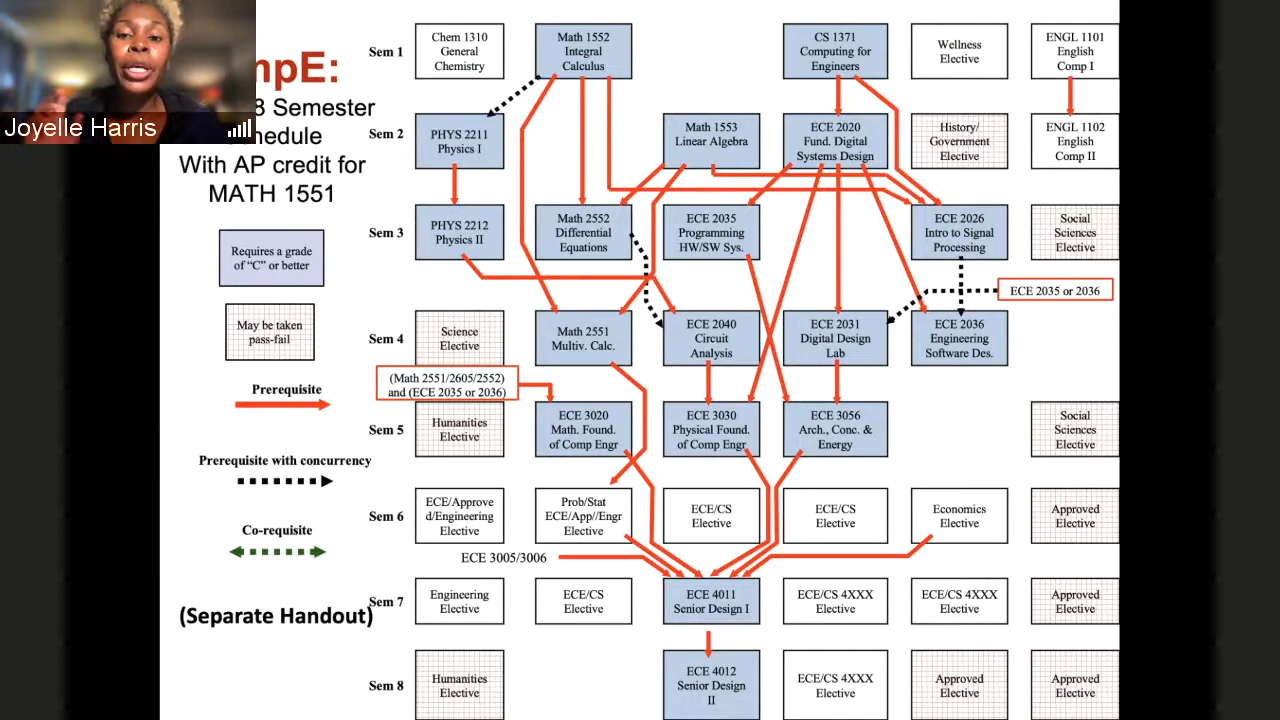 Joyelle Harris
mpE:
8 Semester
chedule
With AP credit for
MATH 1551
Requires a grade
of “C” or better
May be taken
pass-fail
Prerequisite
Prerequisite with concurrency
Co-requisite
(Separate Handout)
Sem 1
Chem 1310
General
Chemistry
Math 1552
Integral
Calculus
CS 1371
Computing for
Engineers
Wellness
Elective
ENGL 1101
English
Comp I
Sem 2
PHYS 2211
Physics I
Math 1553
Linear Algebra
ECE 2020
Fund. Digital
Systems Design
History/
Government
Elective
ENGL 1102
English
Comp II
Sem 3
PHYS 2212
Physics II
Math 2552
Differential
Equations
ECE 2035
Programming
HW/SW Sys.
ECE 2026
Intro to Signal
Processing
Social
Sciences
Elective
ECE 2035 or 2036
Sem 4
Science
Elective
Math 2551
Multiv. Calc.
ECE 2040
Circuit
Analysis
ECE 2031
Digital Design
Lab
ECE 2036
Engineering
Software Des.
(Math 2551/2605/2552)
and (ECE 2035 or 2036)
Sem 5
Humanities
Elective
ECE 3020
Math. Found.
of Comp Engr
ECE 3030
Physical Found.
of Comp Engr
ECE 3056
Arch., Conc. &
Energy
Social
Sciences
Elective
Sem 6
ECE/Approve
d/Engineering
Elective
Prob/Stat
ECE/App//Engr
Elective
ECE/CS
Elective
ECE/CS
Elective
Economics
Elective
Approved
Elective
ECE 3005/3006
Sem 7
Engineering
Elective
ECE/CS
Elective
ECE 4011
Senior Design I
ECE/CS 4XXX
Elective
ECE/CS 4XXX
Elective
Approved
Elective
Sem 8
Humanities
Elective
ECE 4012
Senior Design
II
ECE/CS 4XXX
Elective
Approved
Elective
Approved
Elective